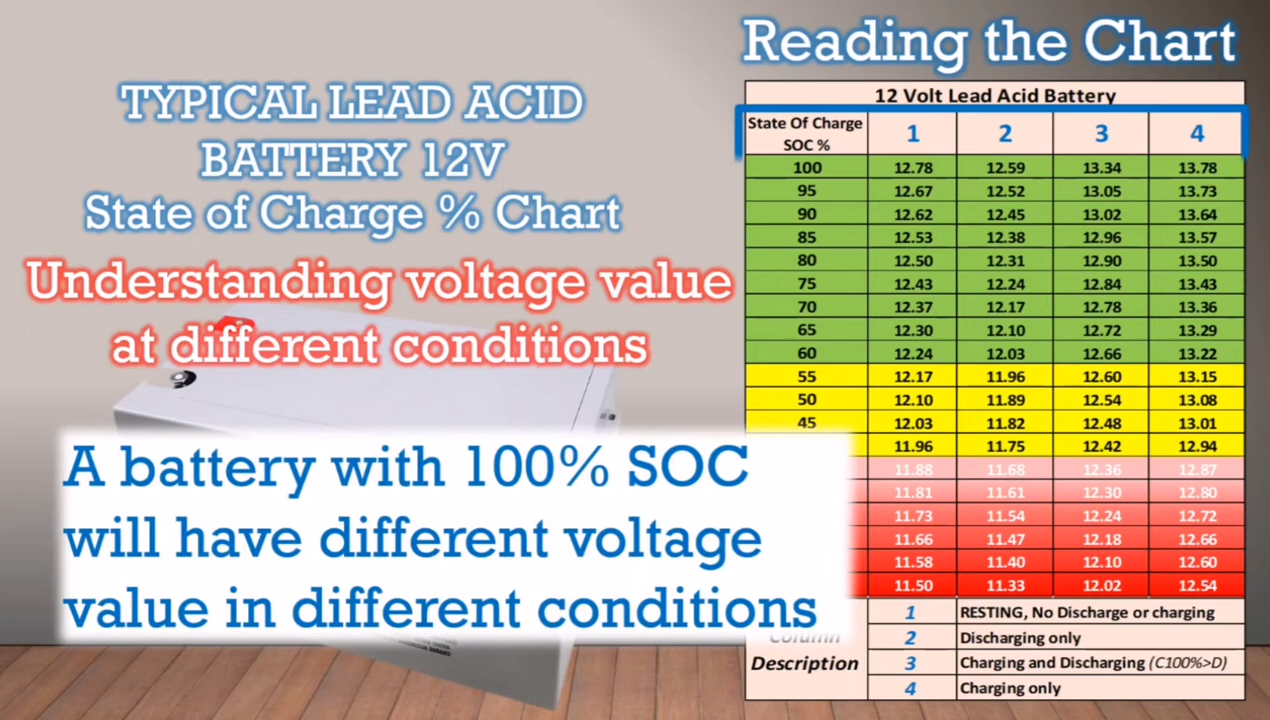 Reading the Chart
TYPICAL LEAD ACID
BATTERY 12V
State of Charge % Chart
Understanding voltage value
at different conditions
A battery with 100% SOC
will have different voltage
value in different conditions
12 Volt Lead Acid Battery
State Of Charge
SOC % 1 2 3 4
100 12.78 12.59 13.34 13.78
95 12.67 12.52 13.05 13.73
90 12.62 12.45 13.02 13.64
85 12.53 12.38 12.96 13.57
80 12.50 12.31 12.90 13.50
75 12.43 12.24 12.84 13.43
70 12.37 12.17 12.78 13.36
65 12.30 12.10 12.72 13.29
60 12.24 12.03 12.66 13.22
55 12.17 11.96 12.60 13.15
50 12.10 11.89 12.54 13.08
45 12.03 11.82 12.48 13.01
11.96 11.75 12.42 12.94
11.88 11.68 12.36 12.87
11.81 11.61 12.30 12.80
11.73 11.54 12.24 12.72
11.66 11.47 12.18 12.66
11.58 11.40 12.10 12.60
11.50 11.33 12.02 12.54
Column
Description
1 RESTING, No Discharge or charging
2 Discharging only
3 Charging and Discharging (C100%>D)
4 Charging only